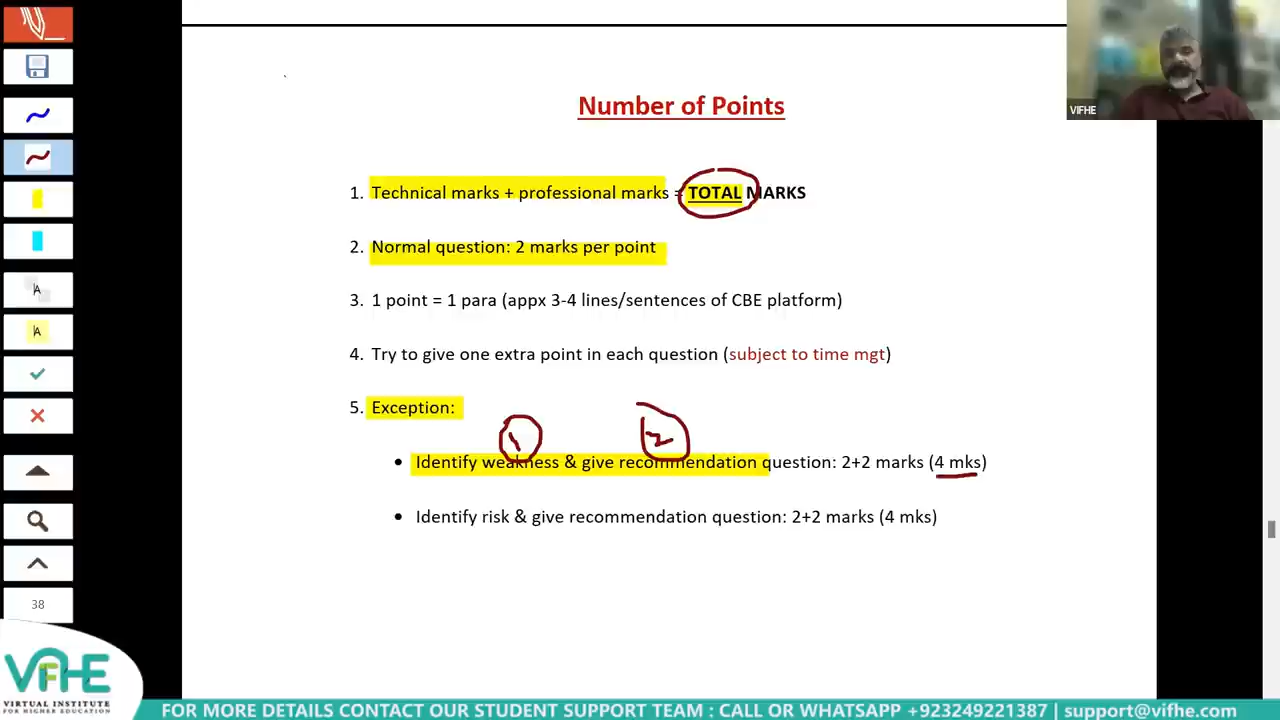 VIFHE
Number of Points
1. Technical marks + professional marks = TOTAL MARKS
2. Normal question: 2 marks per point
3. 1 point = 1 para (appx 3-4 lines/sentences of CBE platform)
4. Try to give one extra point in each question (subject to time mgt)
5. Exception:
1 2
• Identify weakness & give recommendation question: 2+2 marks (4 mks)
• Identify risk & give recommendation question: 2+2 marks (4 mks)
A
A
38
VIFHE
VIRTUAL INSTITUTE
FOR HIGHER EDUCATION
FOR MORE DETAILS CONTACT OUR STUDENT SUPPORT TEAM : CALL OR WHATSAPP +923249221387 | support@vifhe.com